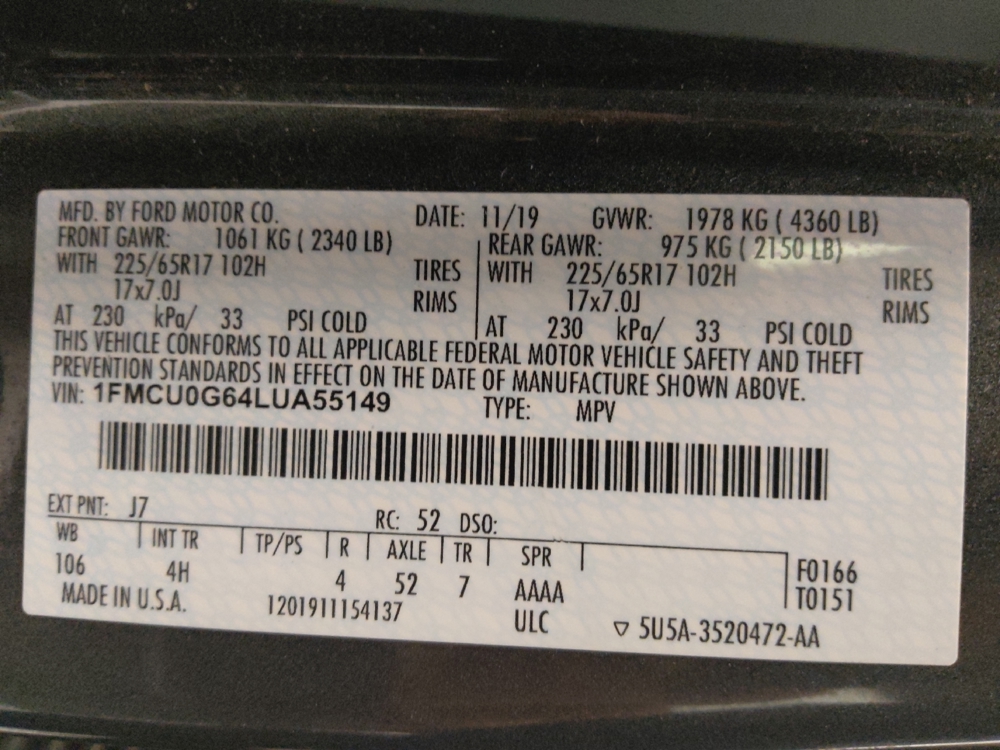 MFD. BY FORD MOTOR CO. DATE: 11/19 GVWR: 1978 KG ( 4360 LB)
FRONT GAWR: 1061 KG ( 2340 LB) REAR GAWR: 975 KG ( 2150 LB)
WITH 225/65R17 102H TIRES WITH 225/65R17 102H TIRES
17x7.0J RIMS 17x7.0J RIMS
AT 230 kPa/ 33 PSI COLD AT 230 kPa/ 33 PSI COLD
THIS VEHICLE CONFORMS TO ALL APPLICABLE FEDERAL MOTOR VEHICLE SAFETY AND THEFT
PREVENTION STANDARDS IN EFFECT ON THE DATE OF MANUFACTURE SHOWN ABOVE.
VIN: 1FMCU0G64LUA55149 TYPE: MPV
EXT PNT: J7 RC: 52 DSO:
WB INT TR TP/PS R AXLE TR SPR
106 4H 4 52 7 AAAA F0166
T0151
MADE IN U.S.A. 1201911154137 ULC ▽ 5U5A-3520472-AA